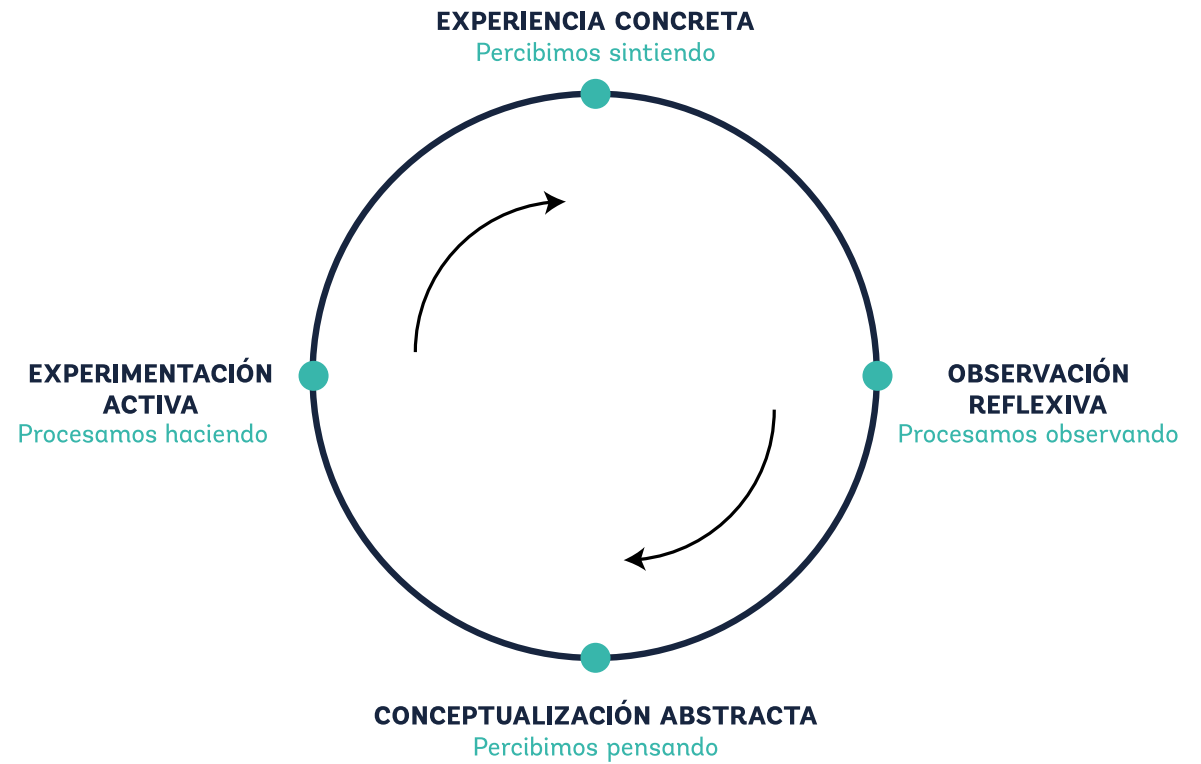 EXPERIENCIA CONCRETA
Percibimos sintiendo
EXPERIMENTACIÓN
ACTIVA
Procesamos haciendo
OBSERVACIÓN
REFLEXIVA
Procesamos observando
CONCEPTUALIZACIÓN ABSTRACTA
Percibimos pensando